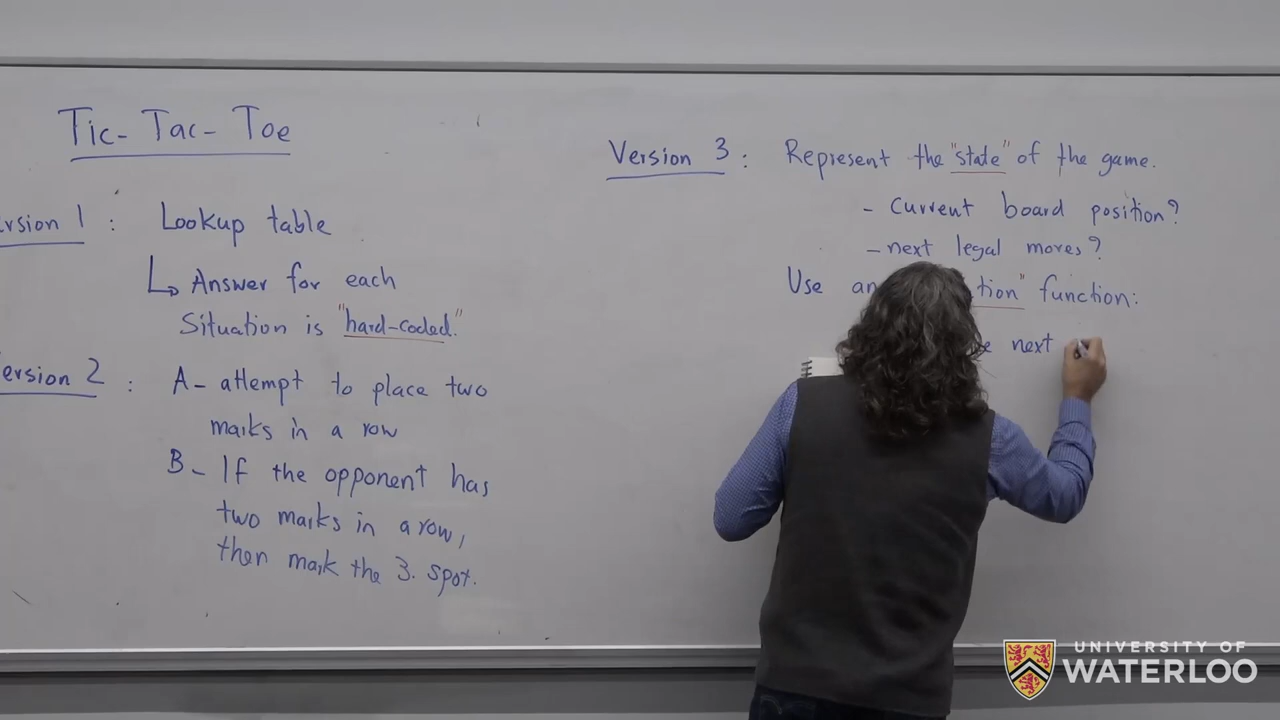 Tic-Tac-Toe
rsion 1 : Lookup table
↳ Answer for each
Situation is "hard-coded."
ersion 2 : A- attempt to place two
marks in a row
B- If the opponent has
two marks in a row,
then mark the 3. spot.
Version 3 : Represent the "state" of the game.
- Current board position?
- next legal moves?
Use an tion" function:
next
UNIVERSITY OF
WATERLOO